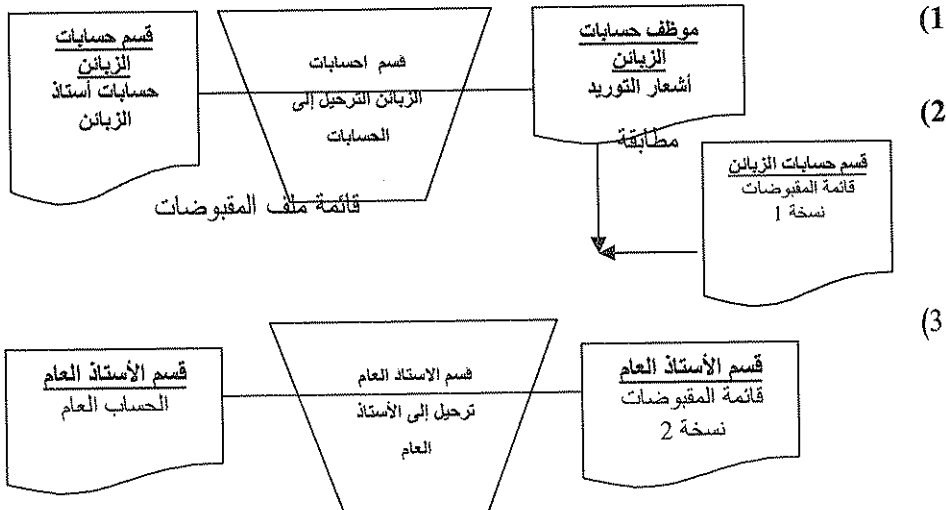 (1
موظف حسابات
الزبائن
أشعار التوريد
قسم احسابات
الزبائن الترحيل إلى
الحسابات
قسم حسابات
الزبائن
حسابات أستاذ
الزبائن
(2
مطابقة
قسم حسابات الزبائن
قائمة المقبوضات
نسخة 1
قائمة ملف المقبوضات
(3
قسم الأستاذ العام
قائمة المقبوضات
نسخة 2
قسم الاستاد العام
ترحيل إلى الأستاذ
العام
قسم الأستاذ العام
الحساب العام